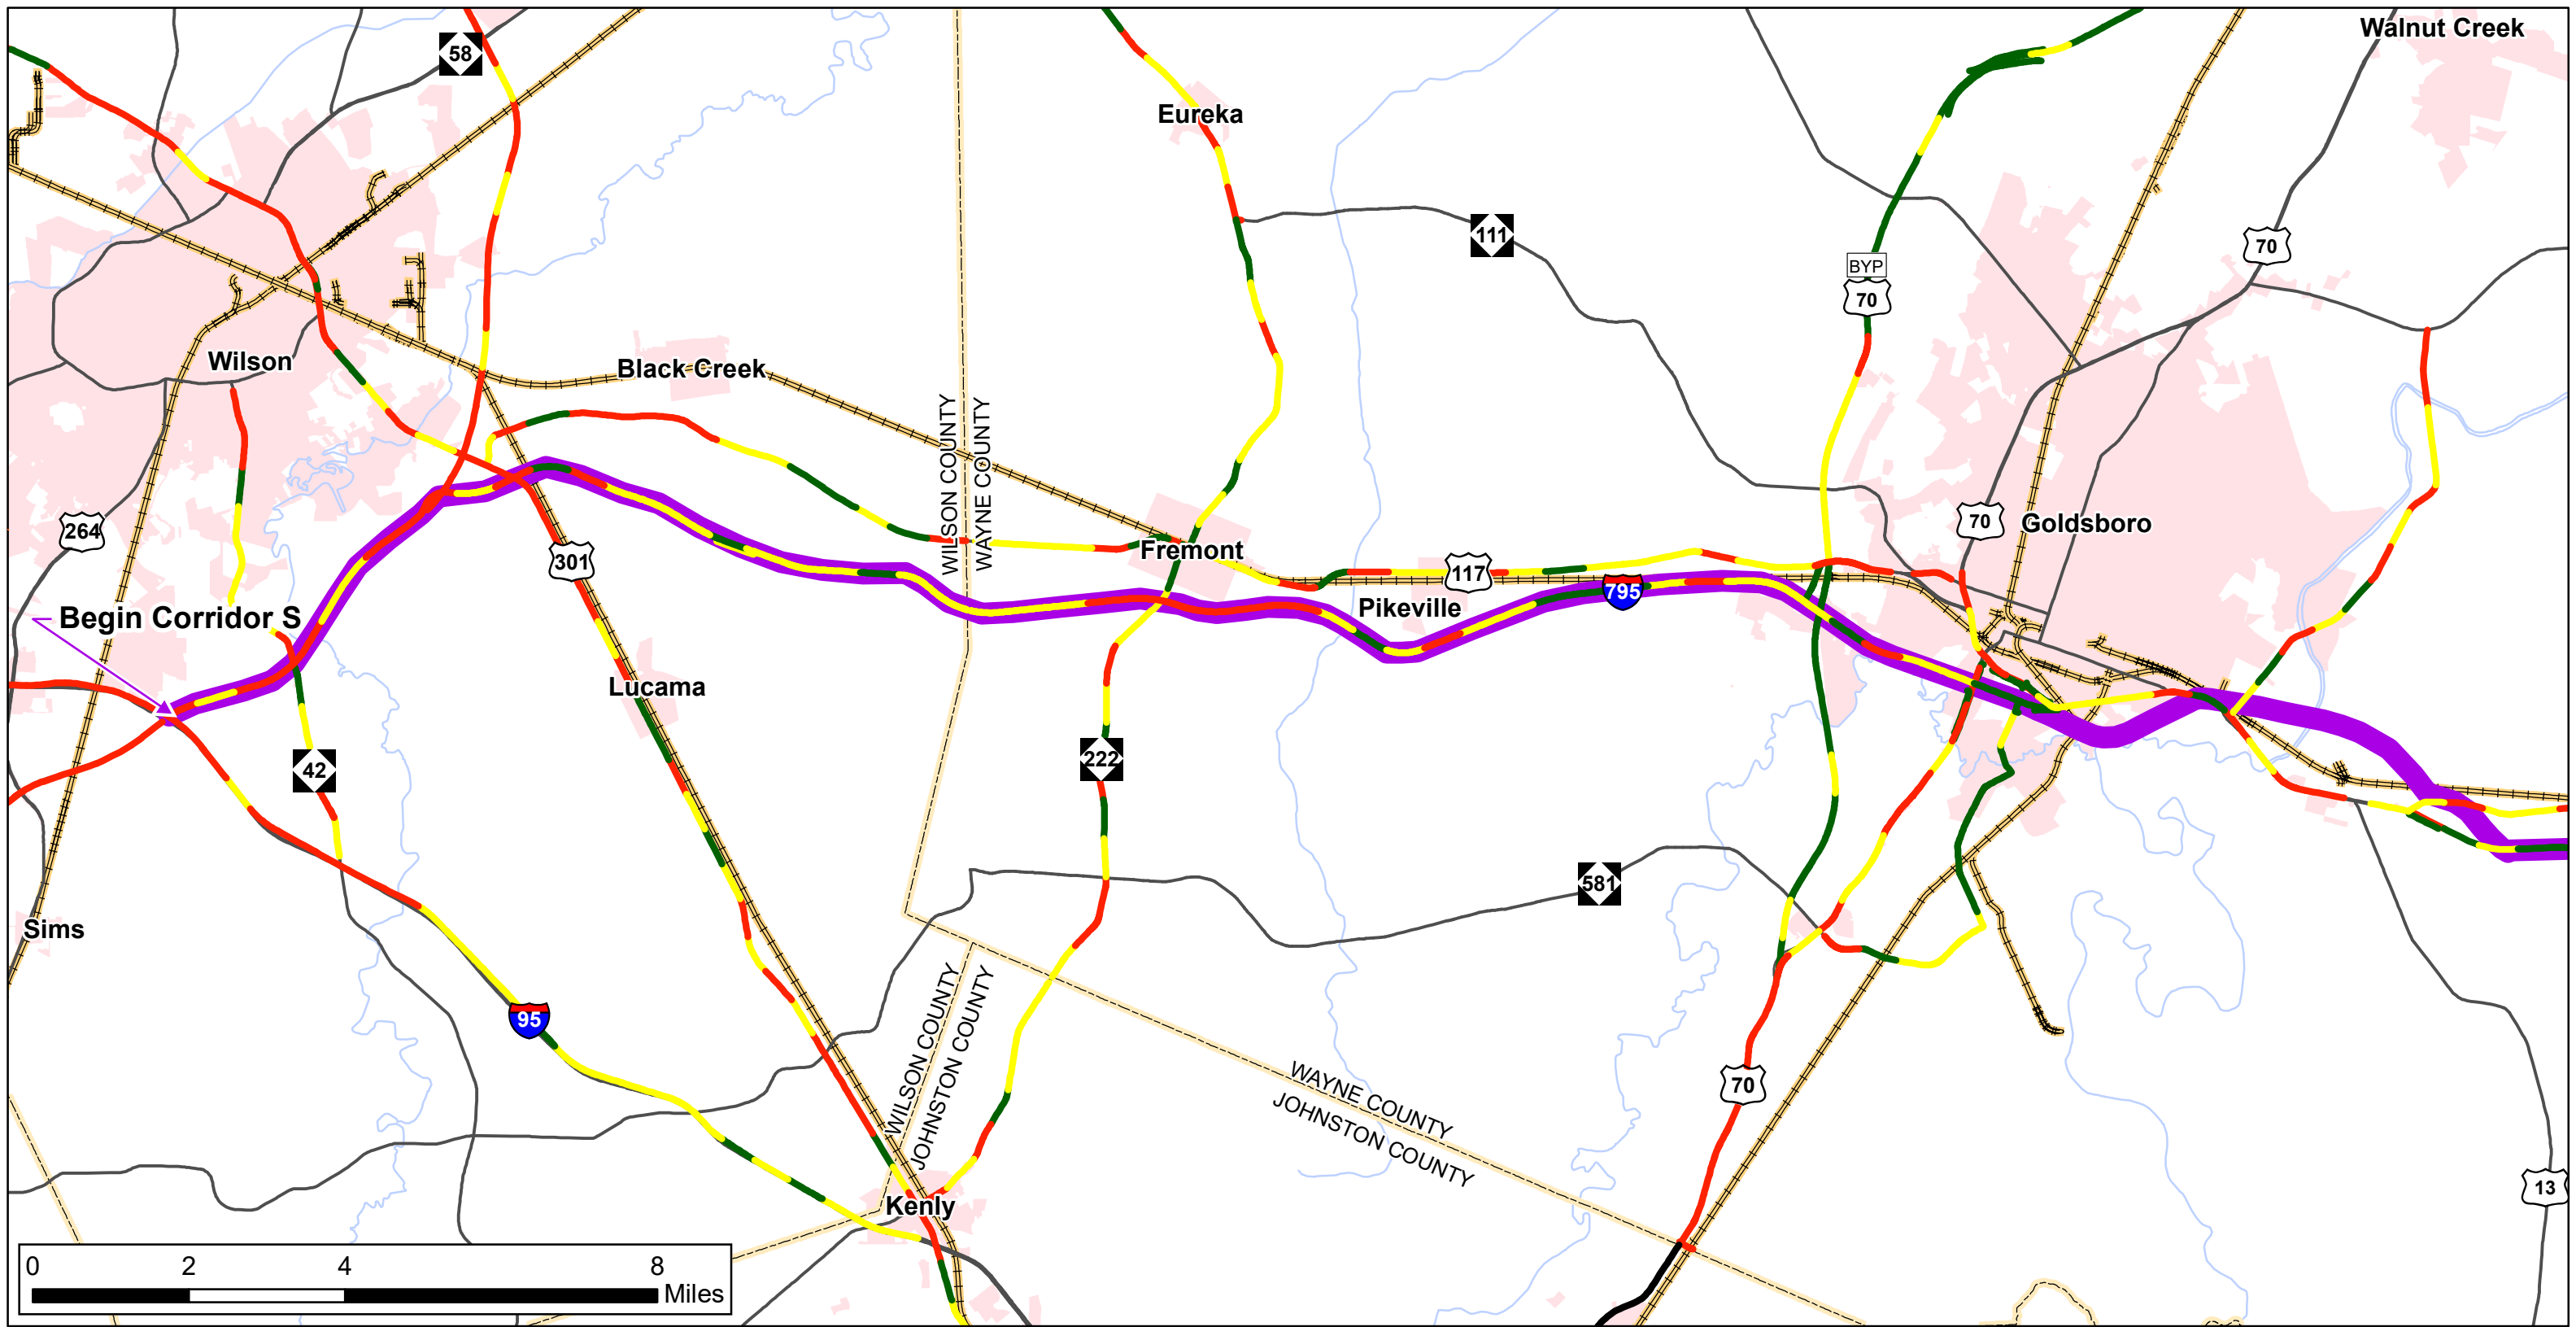 Walnut Creek
58
Eureka
111
70
BYP
70
Wilson
Black Creek
WILSON COUNTY
WAYNE COUNTY
264
70
Goldsboro
301
Fremont
117
795
Pikeville
Begin Corridor S
Lucama
42
222
581
Sims
95
WILSON COUNTY
JOHNSTON COUNTY
WAYNE COUNTY
JOHNSTON COUNTY
70
13
Kenly
0 2 4 8
Miles